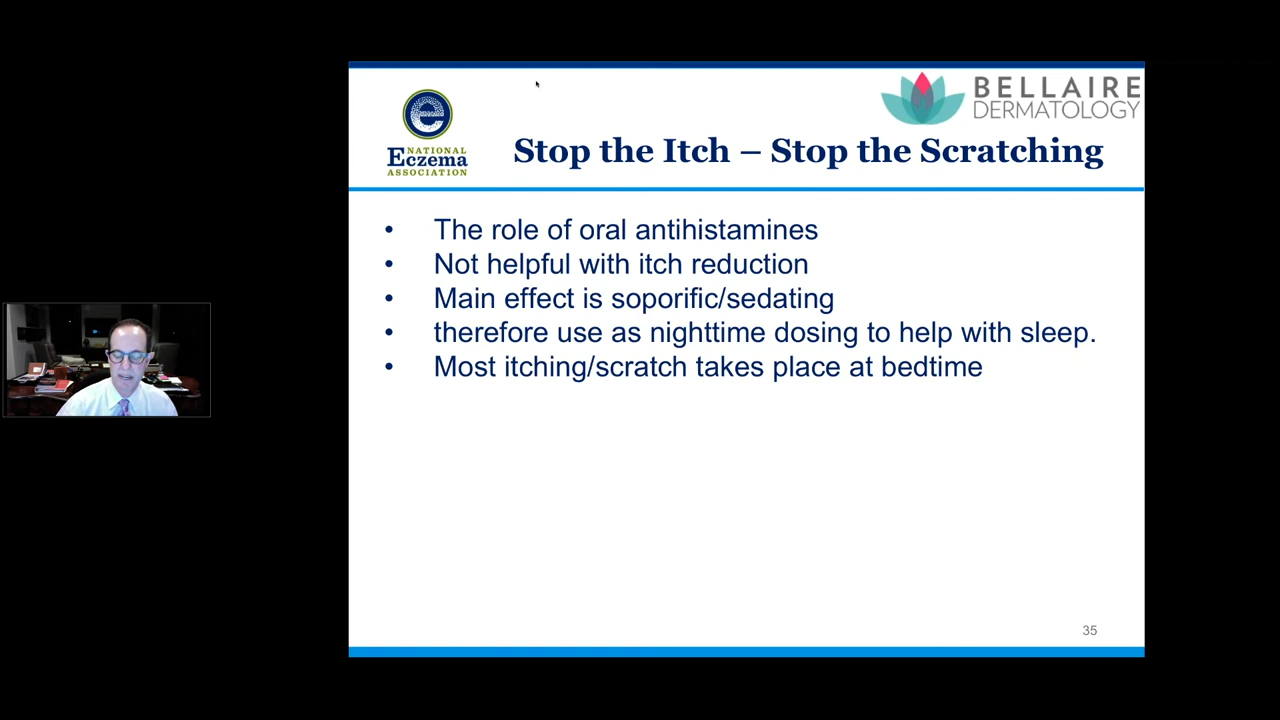 BELLAIRE
DERMATOLOGY
e
NATIONAL
Eczema
ASSOCIATION
Stop the Itch – Stop the Scratching
• The role of oral antihistamines
• Not helpful with itch reduction
• Main effect is soporific/sedating
• therefore use as nighttime dosing to help with sleep.
• Most itching/scratch takes place at bedtime
35